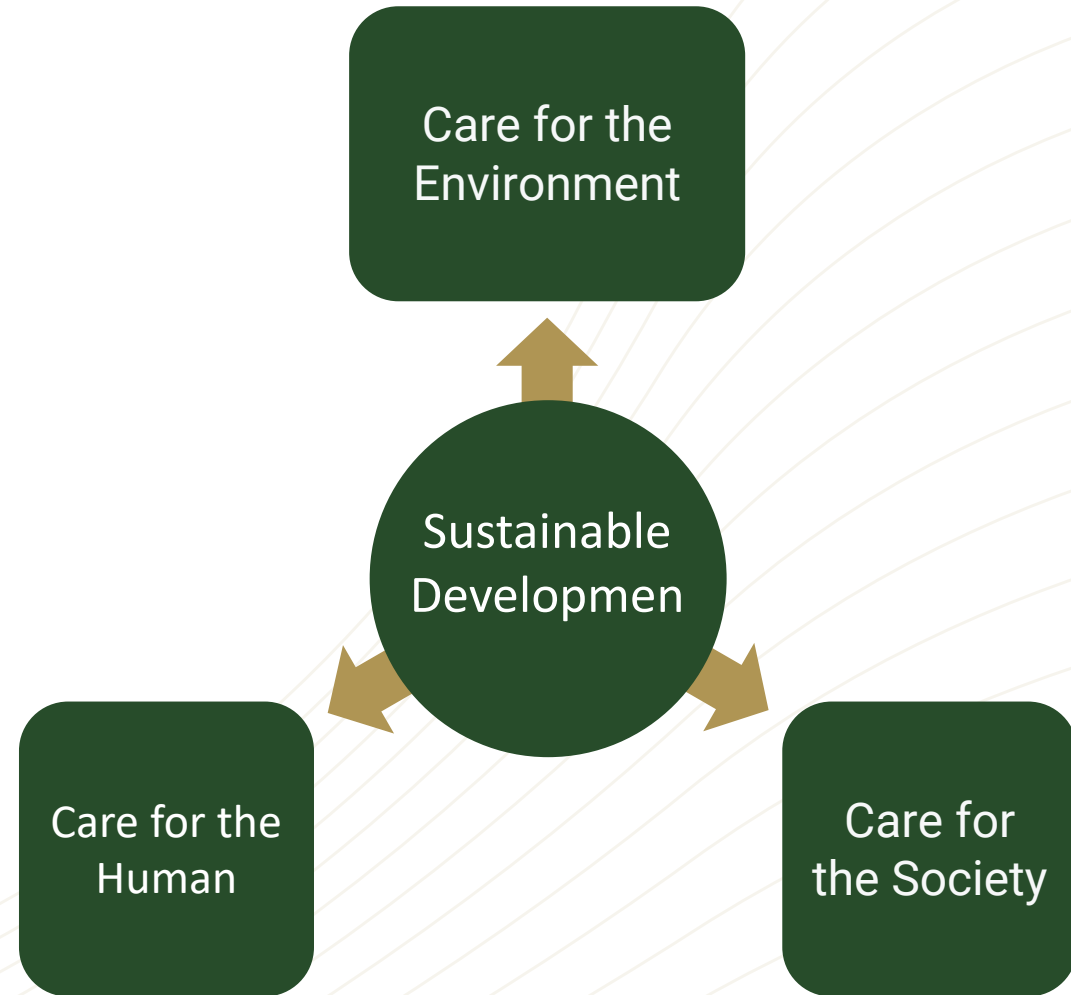 Care for the
Environment
Sustainable
Developmen
Care for the
Human
Care for
the Society